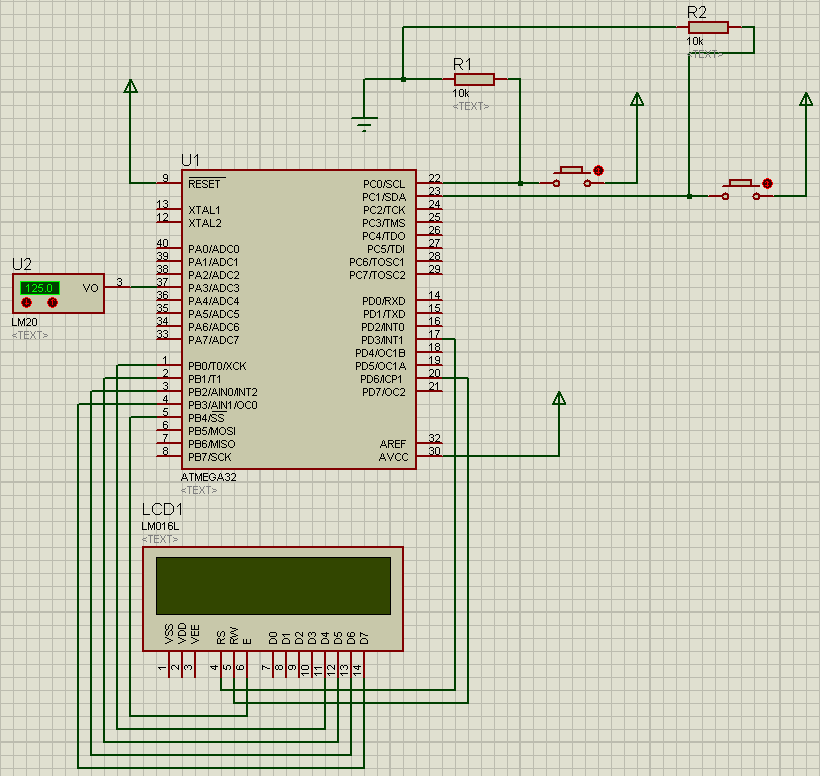 R2
10k
<TEXT>
R1
10k
<TEXT>
U1
9 RESET PC0/SCL 22
PC1/SDA 23
13 XTAL1 PC2/TCK 24
12 XTAL2 PC3/TMS 25
PC4/TDO 26
40 PA0/ADC0 PC5/TDI 27
39 PA1/ADC1 PC6/TOSC1 28
38 PA2/ADC2 PC7/TOSC2 29
37 PA3/ADC3
36 PA4/ADC4 PD0/RXD 14
35 PA5/ADC5 PD1/TXD 15
34 PA6/ADC6 PD2/INT0 16
33 PA7/ADC7 PD3/INT1 17
PD4/OC1B 18
1 PB0/T0/XCK PD5/OC1A 19
2 PB1/T1 PD6/ICP1 20
3 PB2/AIN0/INT2 PD7/OC2 21
4 PB3/AIN1/OC0
5 PB4/SS
6 PB5/MOSI
7 PB6/MISO AREF 32
8 PB7/SCK AVCC 30
ATMEGA32
<TEXT>
U2
125.0 VO 3
LM20
<TEXT>
LCD1
LM016L
<TEXT>
VSS VDD VEE RS RW E D0 D1 D2 D3 D4 D5 D6 D7
1 2 3 4 5 6 7 8 9 10 11 12 13 14